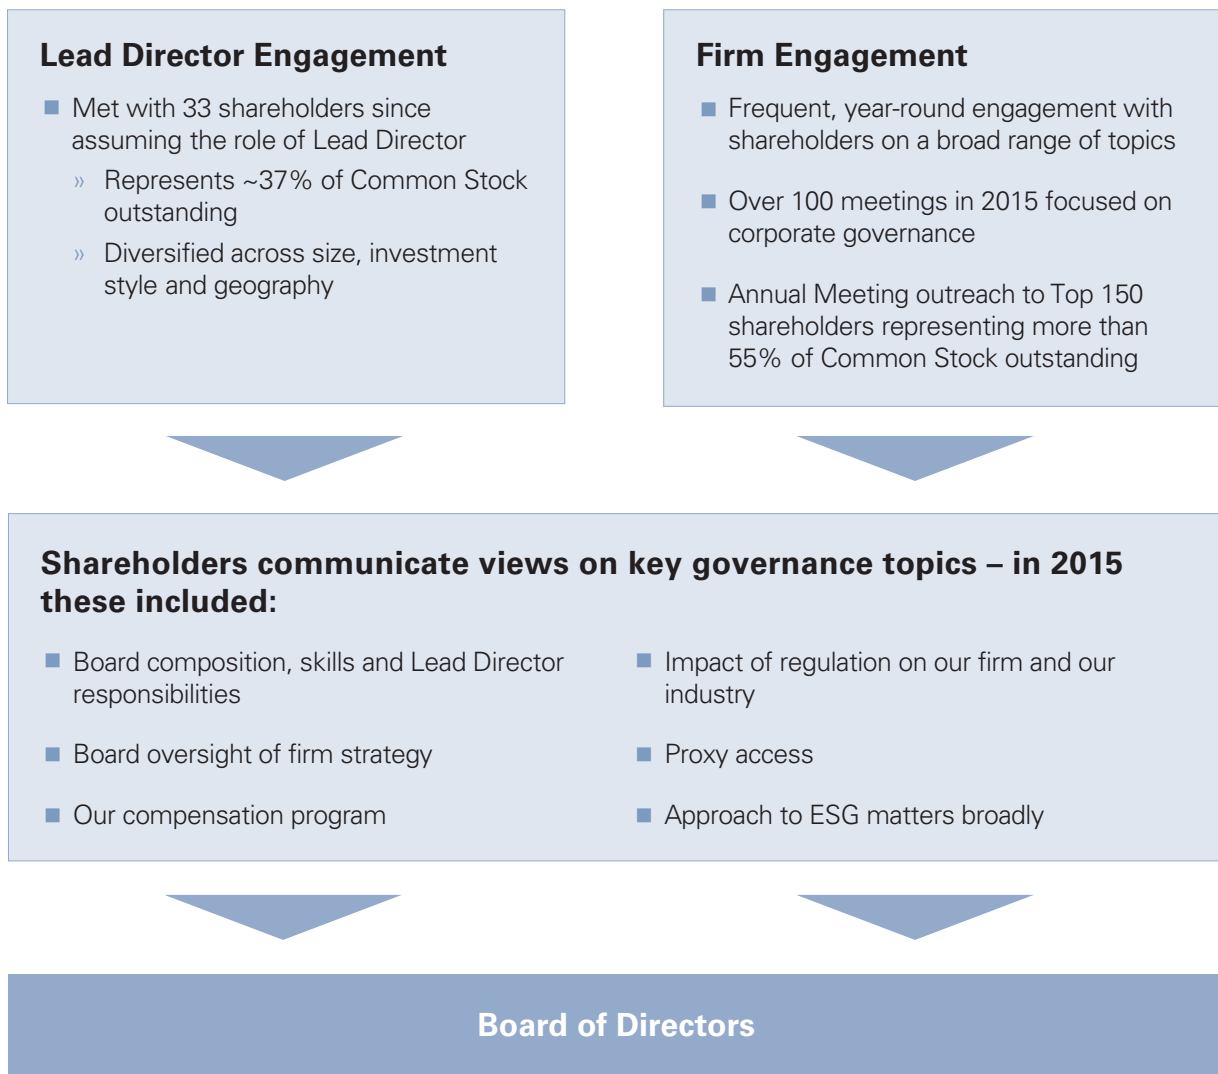 Lead Director Engagement
■ Met with 33 shareholders since
assuming the role of Lead Director
» Represents ~37% of Common Stock
outstanding
» Diversified across size, investment
style and geography
Firm Engagement
■ Frequent, year-round engagement with
shareholders on a broad range of topics
■ Over 100 meetings in 2015 focused on
corporate governance
■ Annual Meeting outreach to Top 150
shareholders representing more than
55% of Common Stock outstanding
Shareholders communicate views on key governance topics – in 2015
these included:
■ Board composition, skills and Lead Director
responsibilities
■ Board oversight of firm strategy
■ Our compensation program
■ Impact of regulation on our firm and our
industry
■ Proxy access
■ Approach to ESG matters broadly
Board of Directors